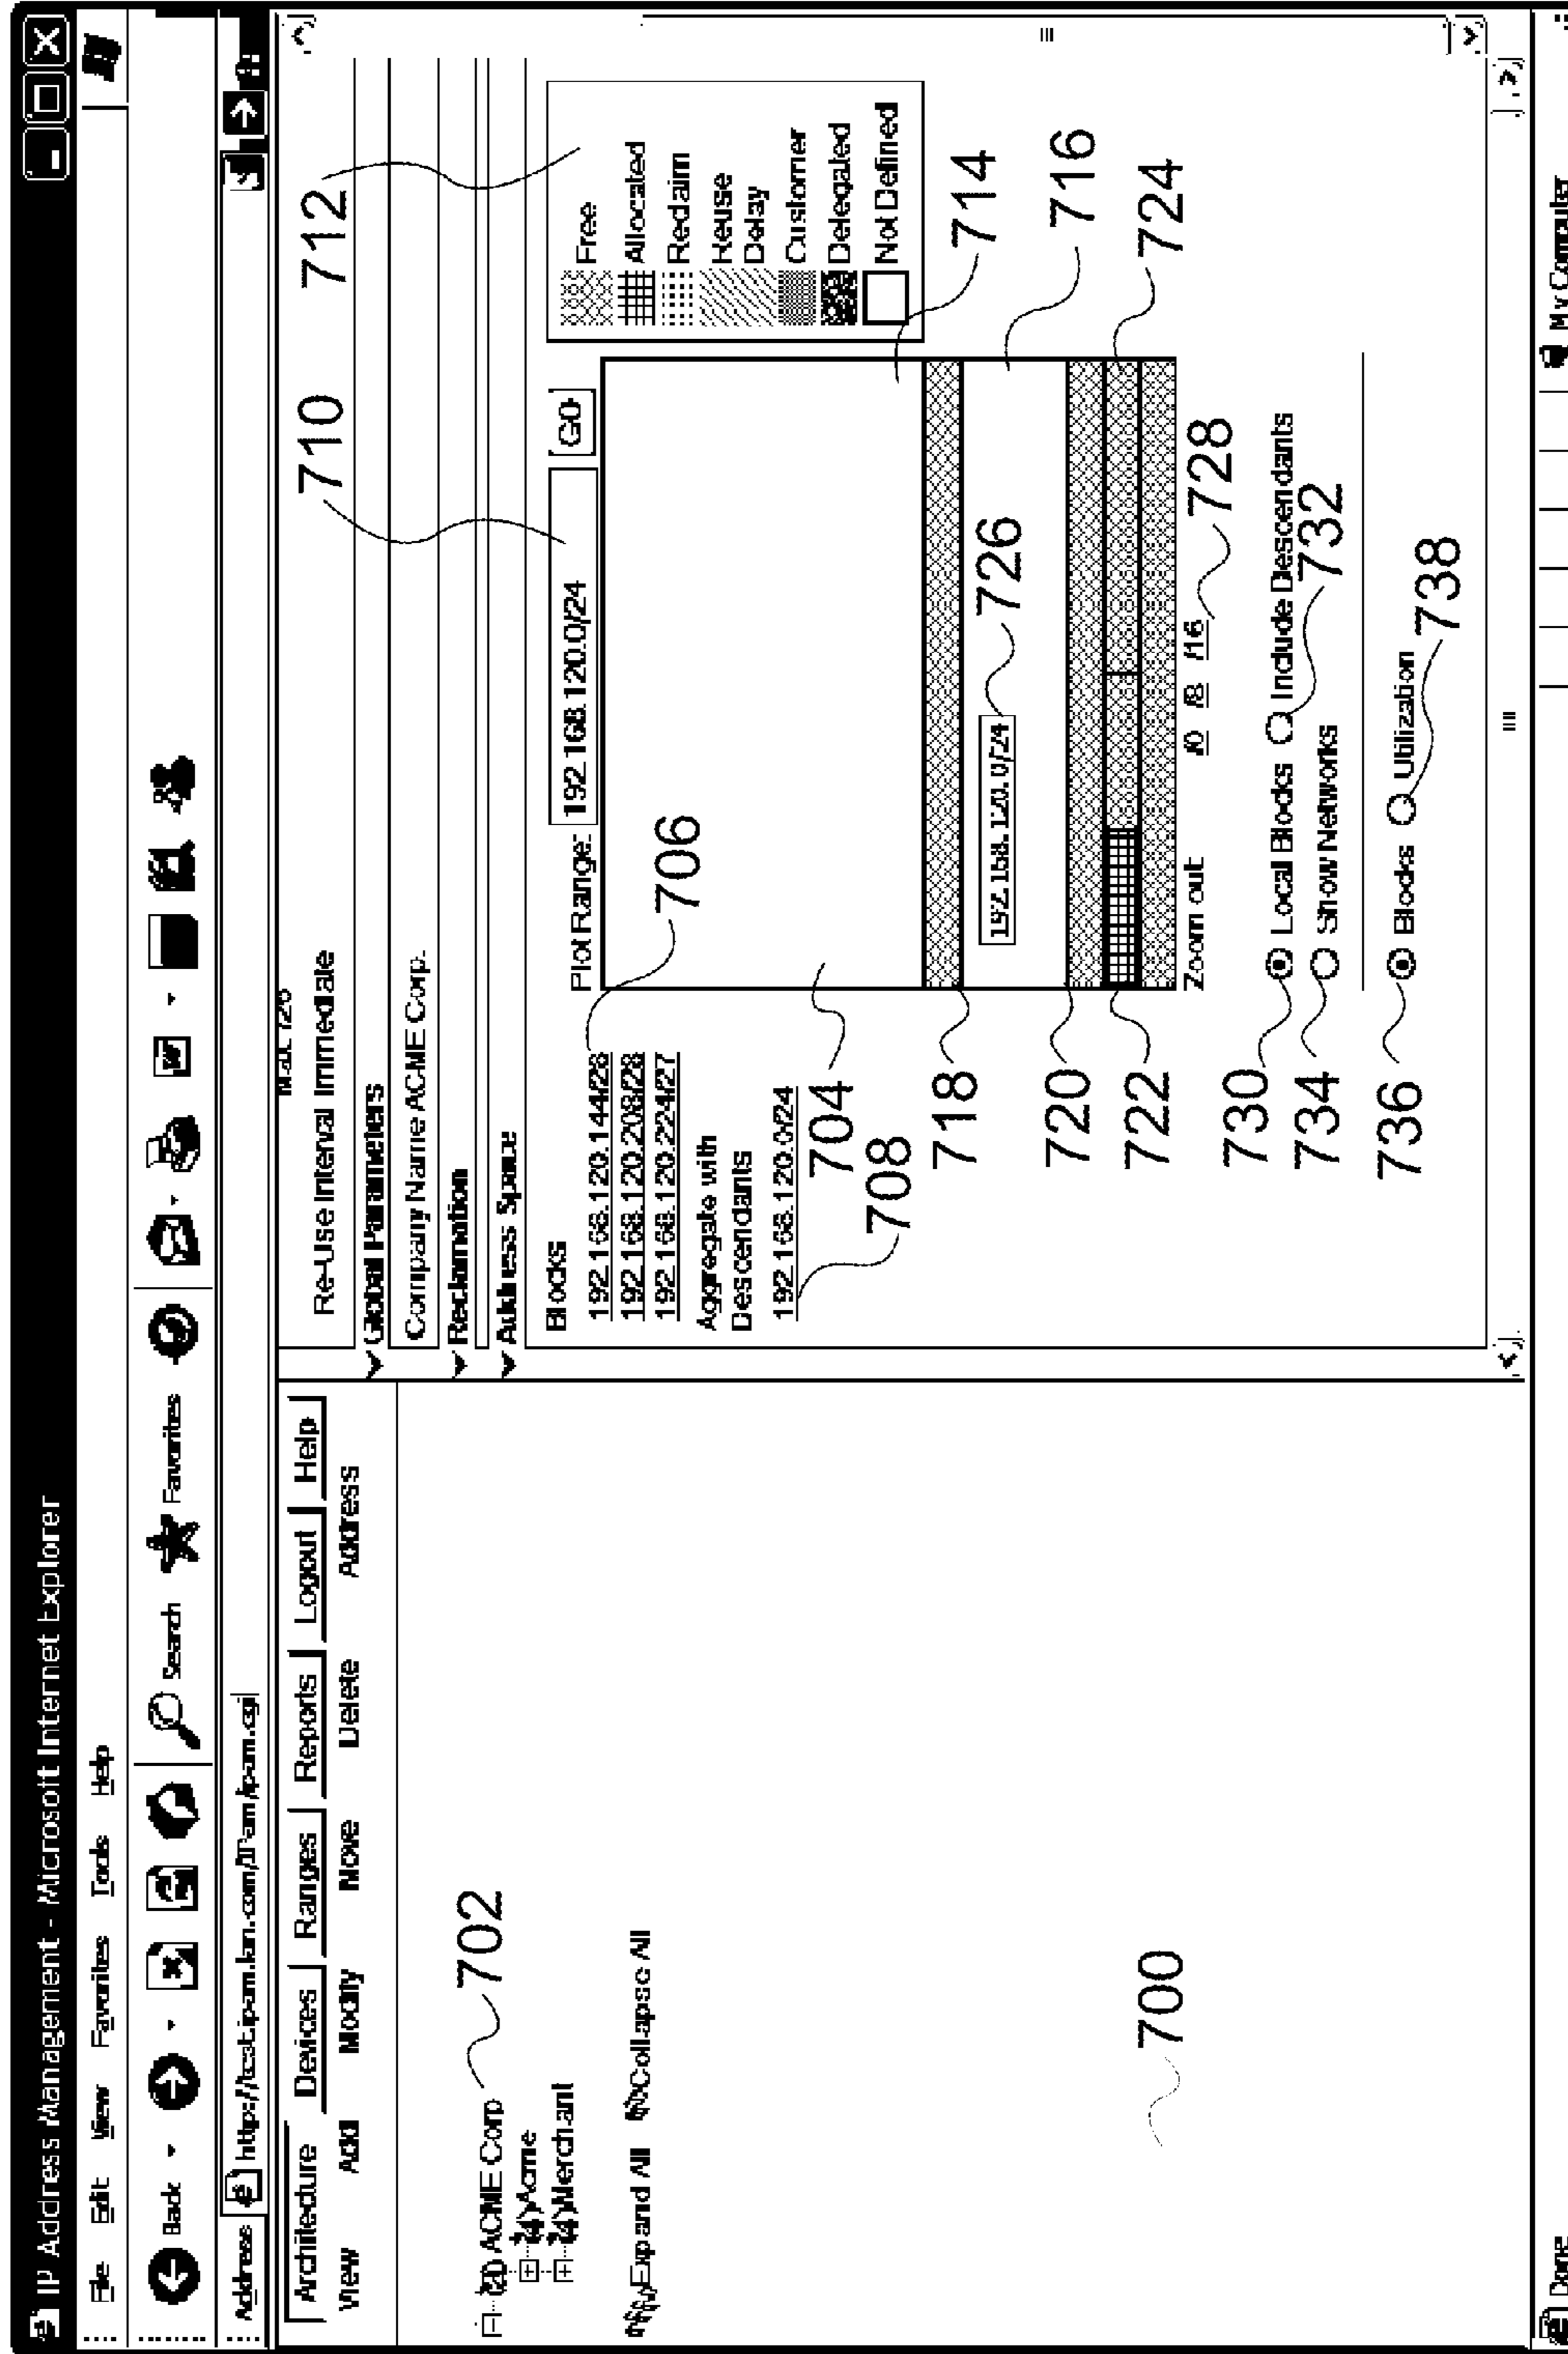 IP Address Management - Microsoft Internet Explorer
File Edit View Favorites Tools Help
Back Search Favorites
Address http://test.ipam.lan.com/IPam/ipam.cgi
Architecture Devices Ranges Reports Logout Help
View Add Modify Move Delete Address
ACME Corp 702
Acme
Merchant
Expand All Collapse All
700
Re-Use Interval Immediate
710 712
Global Parameters
Company Name ACME Corp.
Reclamation
Address Space
Blocks
192.168.120.144/28
192.168.120.208/28
192.168.120.224/27
706
Aggregate with
Descendants
192.168.120.0/24
704
708
Plot Range: 192.168.120.0/24 GO
Free
Allocated
Reclaim
Reuse
Delay
Customer
Delegated
Not Defined
714
718
192.168.120.0/24 726
716
720
722
724
Zoom out /0 /8 /16 728
730 Local Blocks Include Descendants
732
734 Show Networks
736 Blocks Utilization
738
Done My Computer